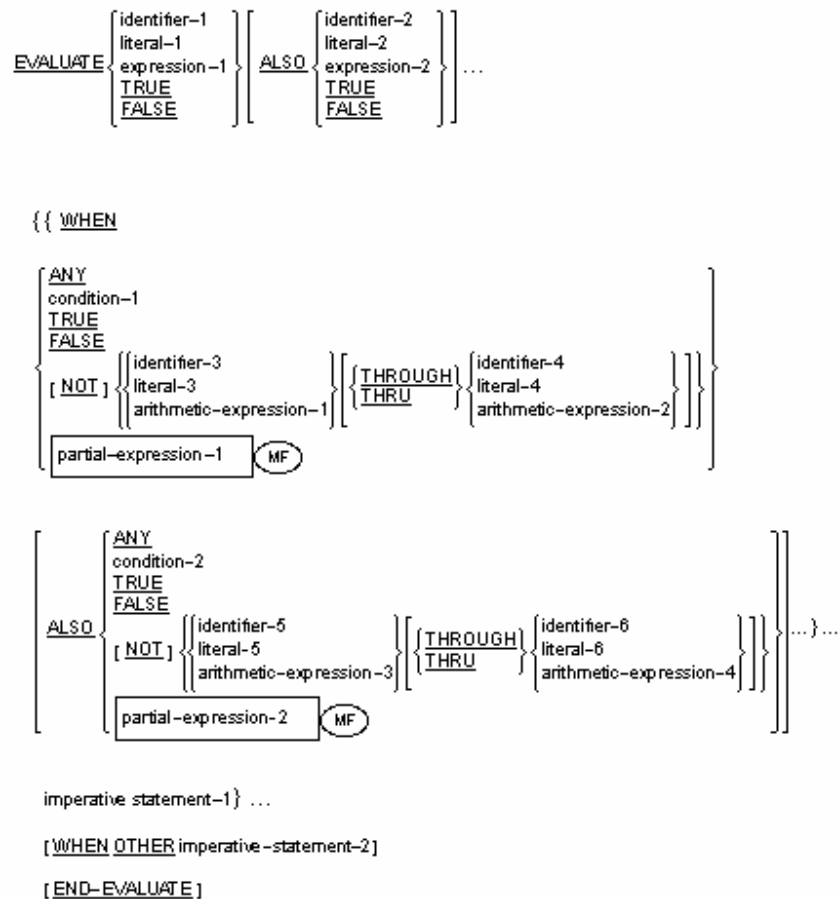 identifier-1 identifier-2
literal-1 literal-2
EVALUATE { expression-1 } [ ALSO { expression-2 } ] ...
TRUE TRUE
FALSE FALSE
{{ WHEN
ANY
condition-1
TRUE
FALSE
identifier-3 identifier-4
[ NOT ] {{ literal-3 } [ { THROUGH THRU } { literal-4 } ] }
arithmetic-expression-1 arithmetic-expression-2
partial-expression-1 MF
ANY
condition-2
TRUE
FALSE
ALSO
identifier-5 identifier-6
[ NOT ] {{ literal-5 } [ { THROUGH THRU } { literal-6 } ] } ... } ...
arithmetic-expression-3 arithmetic-expression-4
partial-expression-2 MF
imperative statement-1} ...
[ WHEN OTHER imperative-statement-2]
[ END-EVALUATE ]